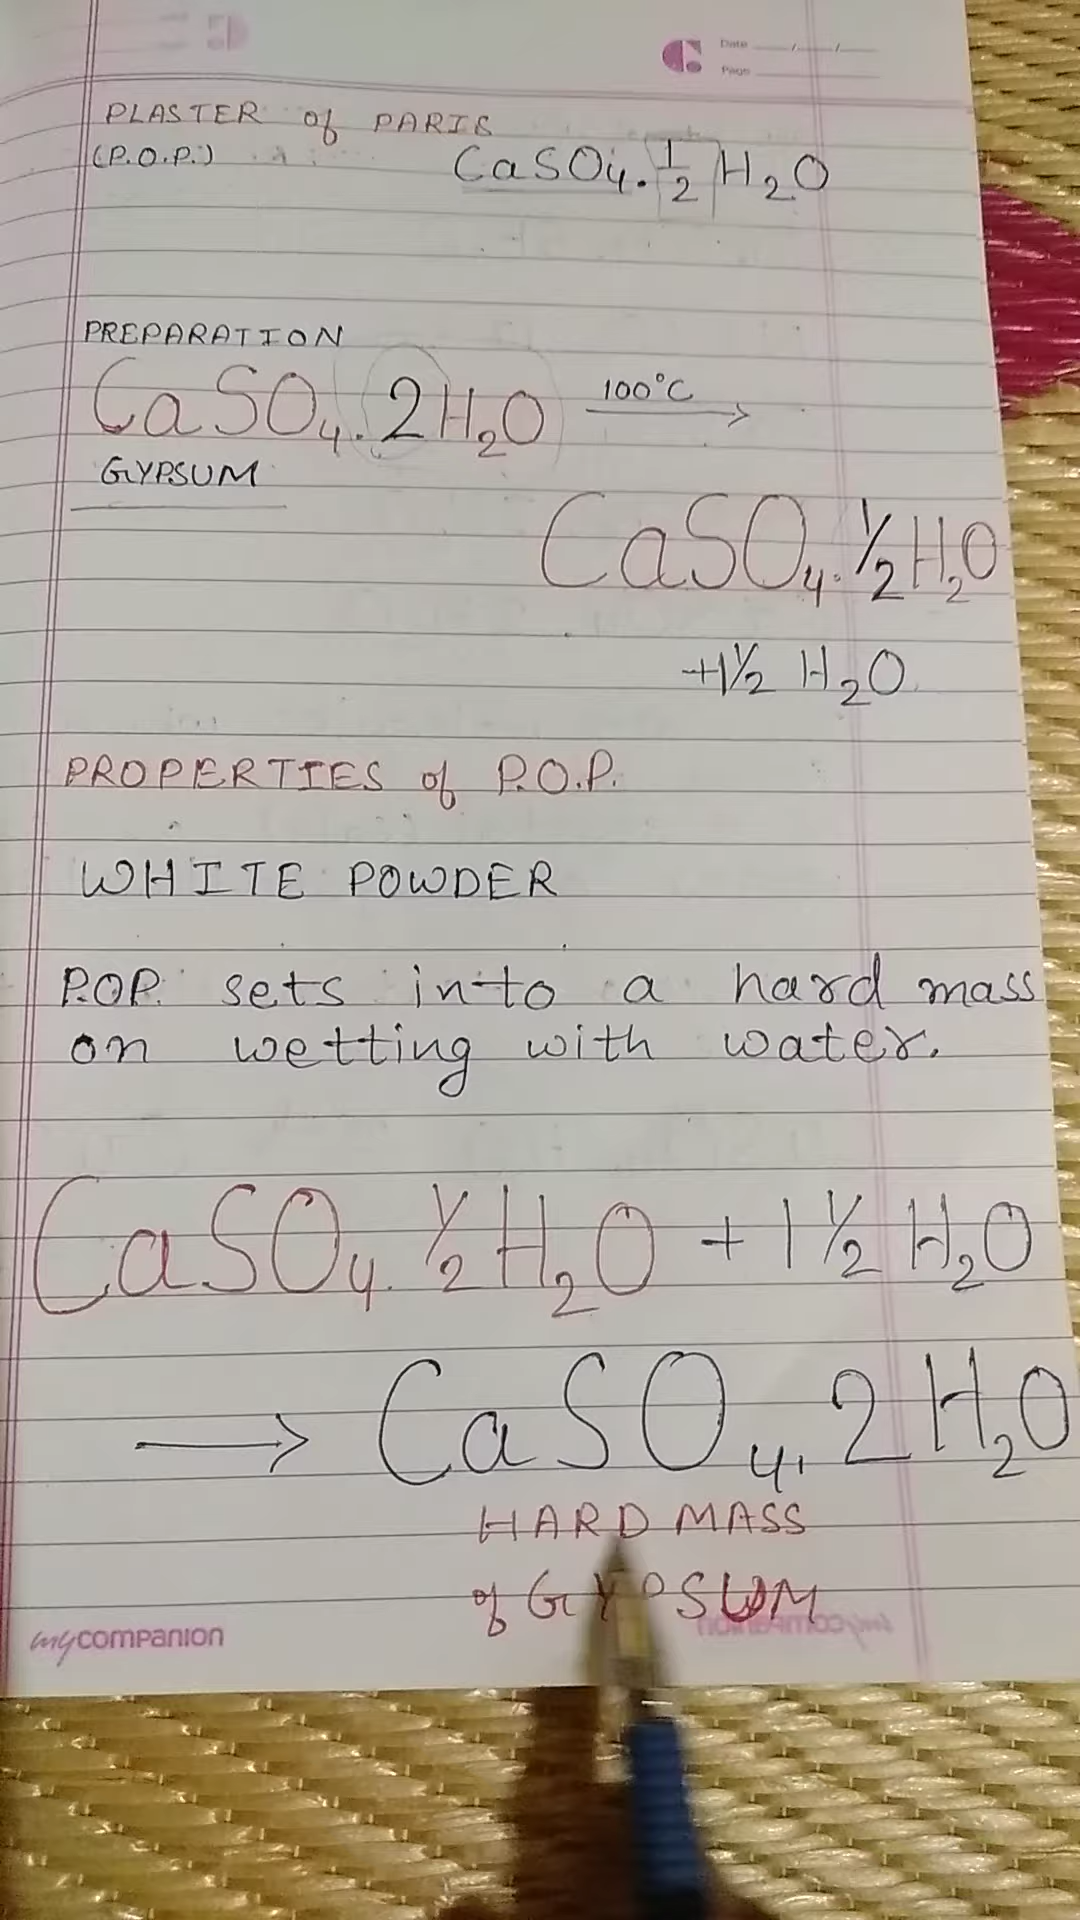 Date / /
Page
PLASTER of PARIS
(P.O.P.)
CaSO₄.½H₂O
PREPARATION
CaSO₄.2H₂O 100°C →
GYPSUM
CaSO₄.½H₂O
+1½ H₂O
PROPERTIES of P.O.P.
WHITE POWDER
P.O.P. sets into a hard mass
on wetting with water.
CaSO₄.½H₂O + 1½ H₂O
→ CaSO₄.2H₂O
HARD MASS
of GYPSUM
mycompanion